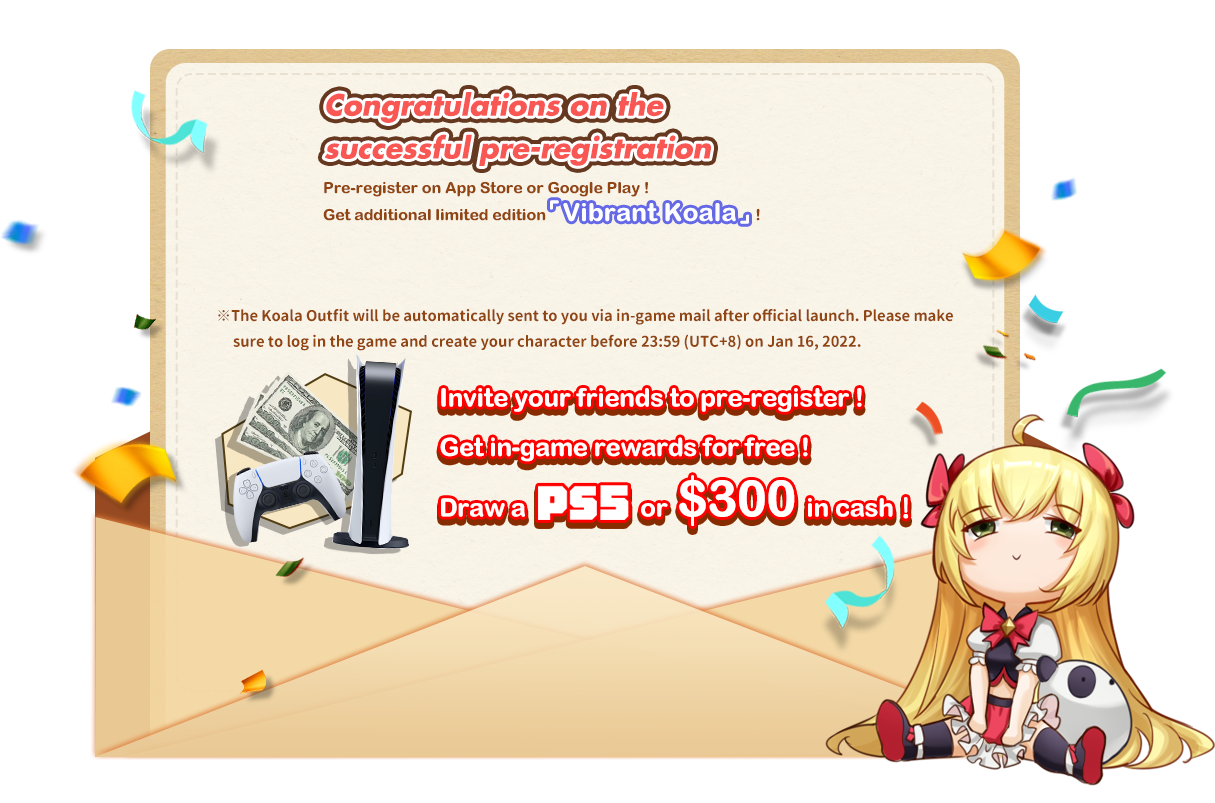 Congratulations on the
successful pre-registration
Pre-register on App Store or Google Play !
Get additional limited edition「Vibrant Koala」!
※The Koala Outfit will be automatically sent to you via in-game mail after official launch. Please make
sure to log in the game and create your character before 23:59 (UTC+8) on Jan 16, 2022.
Invite your friends to pre-register !
Get in-game rewards for free !
Draw a PS5 or $300 in cash !